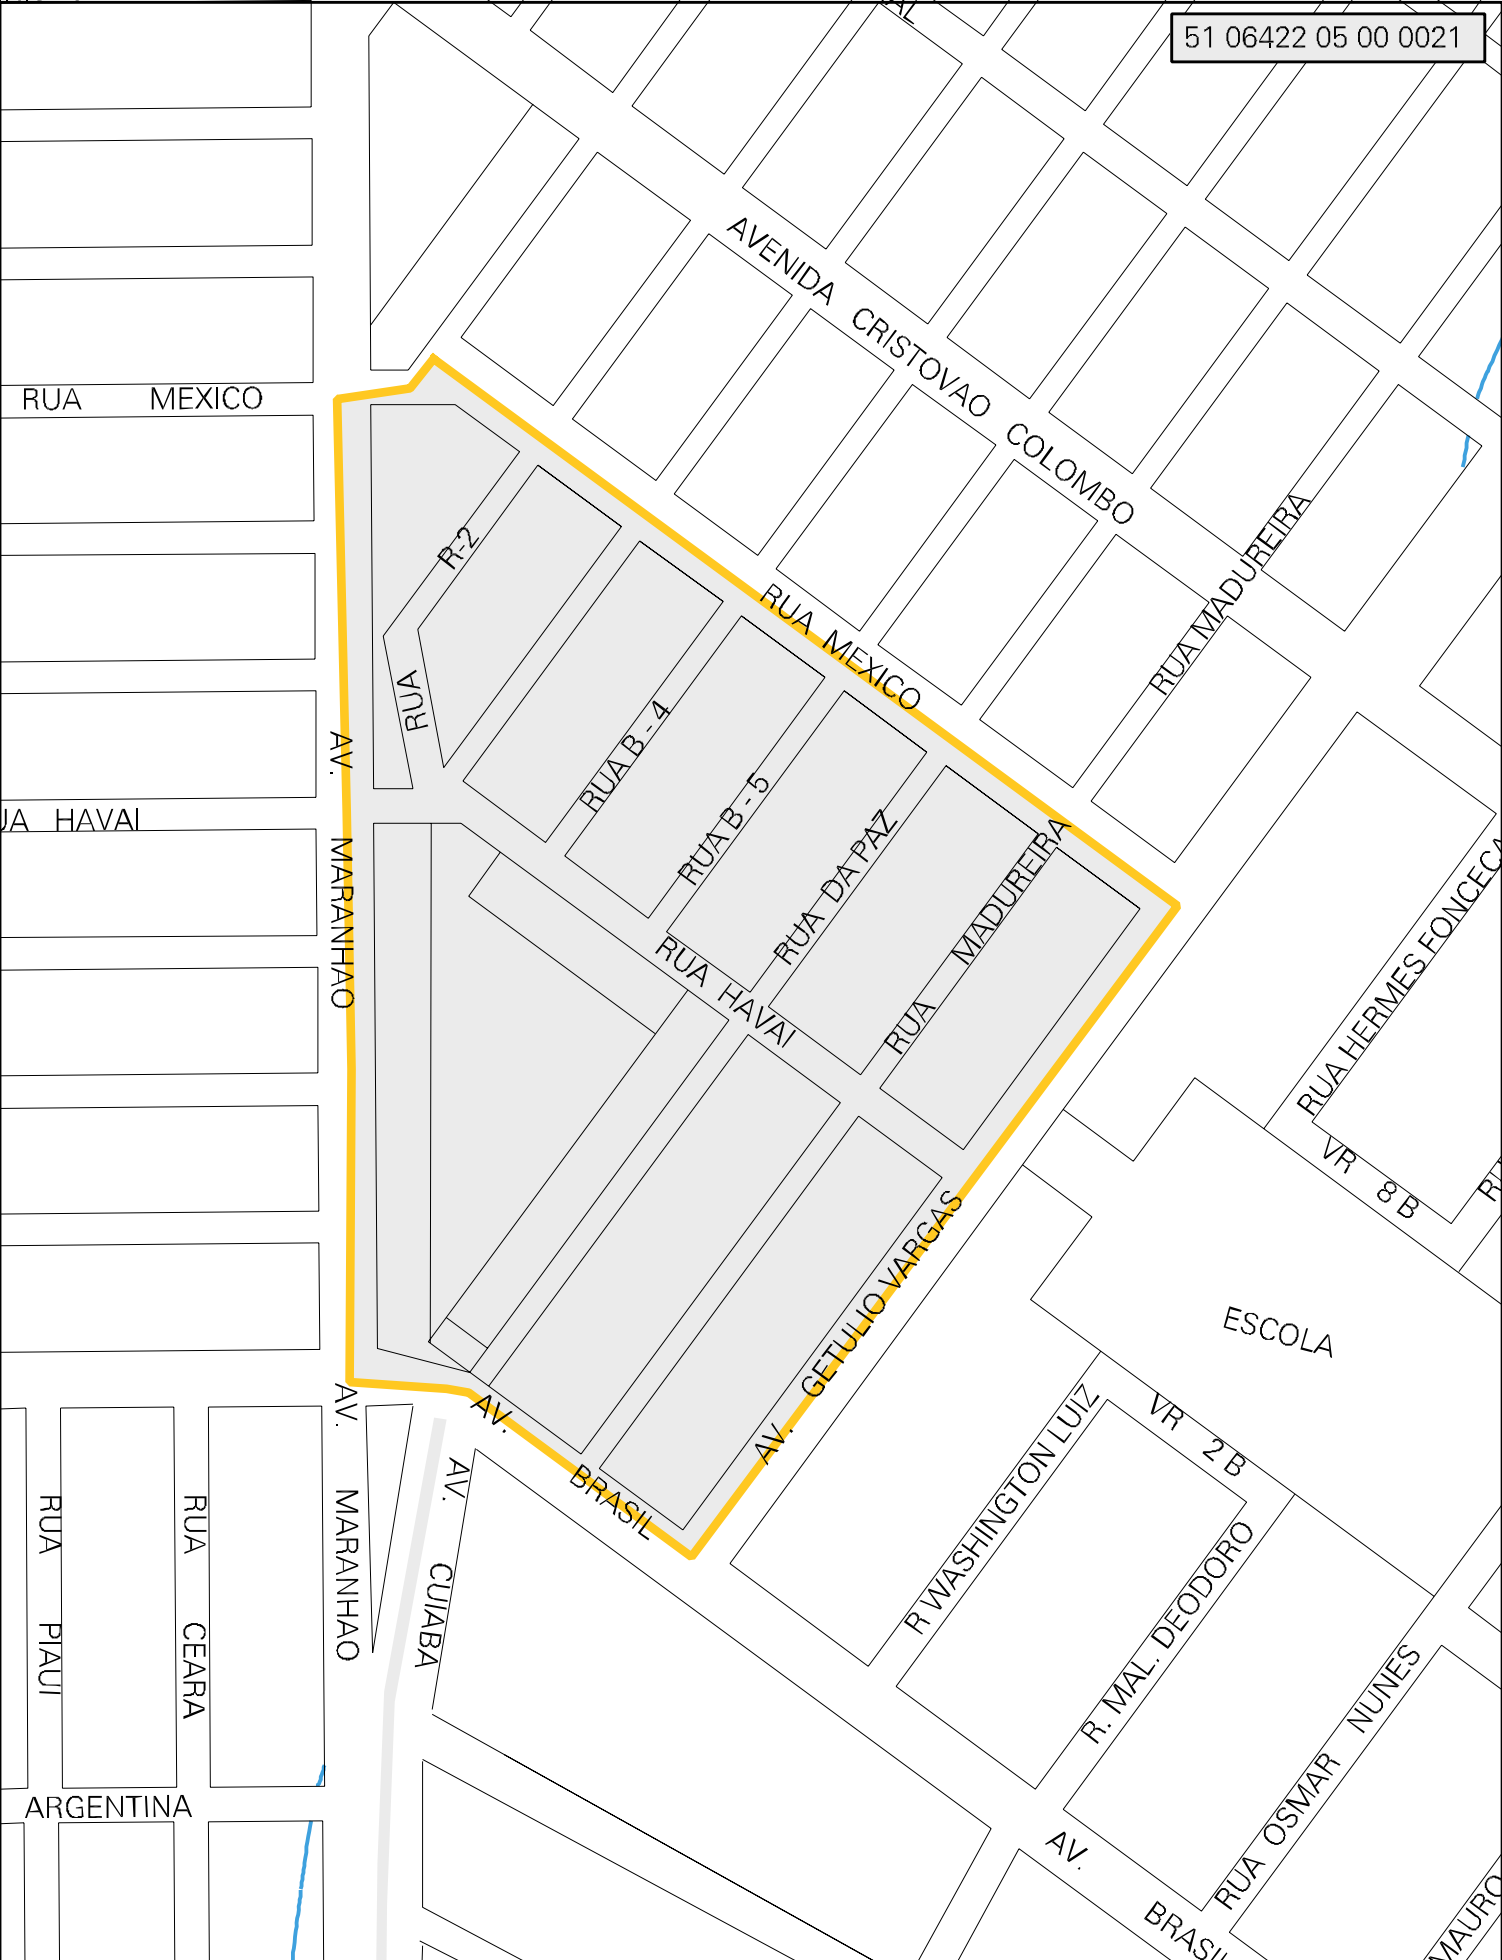 51 06422 05 00 0021
AVENIDA CRISTOVAO COLOMBO
RUA MEXICO
R-2
RUA
RUA MADUREIRA
RUA MEXICO
RUA B - 4
RUA B - 5
RUA DA PAZ
RUA MADUREIRA
AV. MARANHAO
HAVAI
RUA HAVAI
RUA HERMES FONCECA
VR 8 B
AV. GETULIO VARGAS
ESCOLA
AV. BRASIL
AV. MARANHAO
AV. CUIABA
RUA PIAUI
RUA CEARA
R WASHINGTON LUIZ
VR 2 B
R. MAL. DEODORO
RUA OSMAR NUNES
ARGENTINA
AV. BRASIL
MAURO